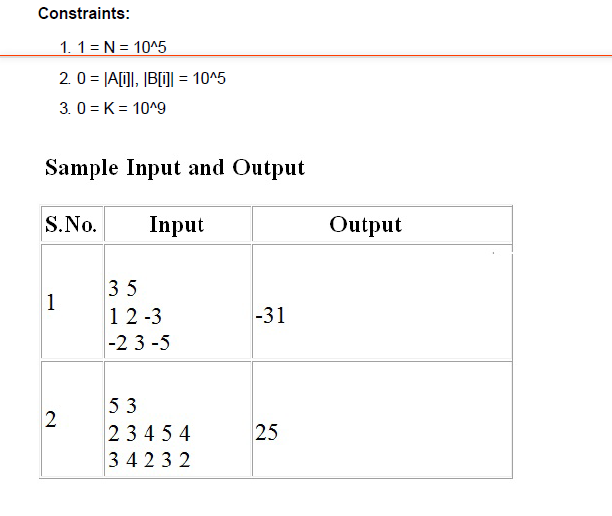 Constraints:
1. 1 = N = 10^5
2. 0 = |A[i]|, |B[i]| = 10^5
3. 0 = K = 10^9
Sample Input and Output
S.No. Input Output
1
3 5
1 2 -3
-2 3 -5
-31
2
5 3
2 3 4 5 4
3 4 2 3 2
25